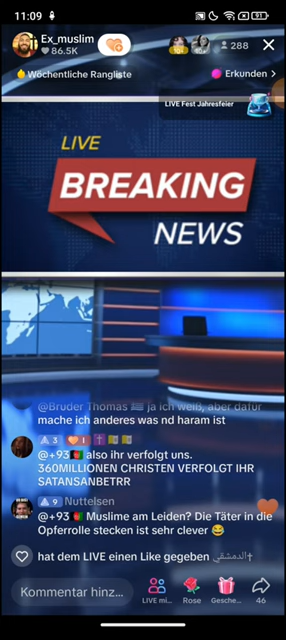 11:09
91
Ex_muslim
86.5K
288
Wöchentliche Rangliste
Erkunden >
LIVE Fest Jahresfeier
LIVE
BREAKING
NEWS
@Bruder Thomas 🇬🇷 ja ich weiß, aber dafür
mache ich anderes was nd haram ist
3 1
@+93🇦🇫 also ihr verfolgt uns.
360MILLIONEN CHRISTEN VERFOLGT IHR
SATANSANBETRR
9 Nuttelsen
@+93🇦🇫 Muslime am Leiden? Die Täter in die
Opferrolle stecken ist sehr clever 😂
hat dem LIVE einen Like gegeben الدمشقي✝
Kommentar hinz...
LIVE mi...
Rose
Gesche...
46